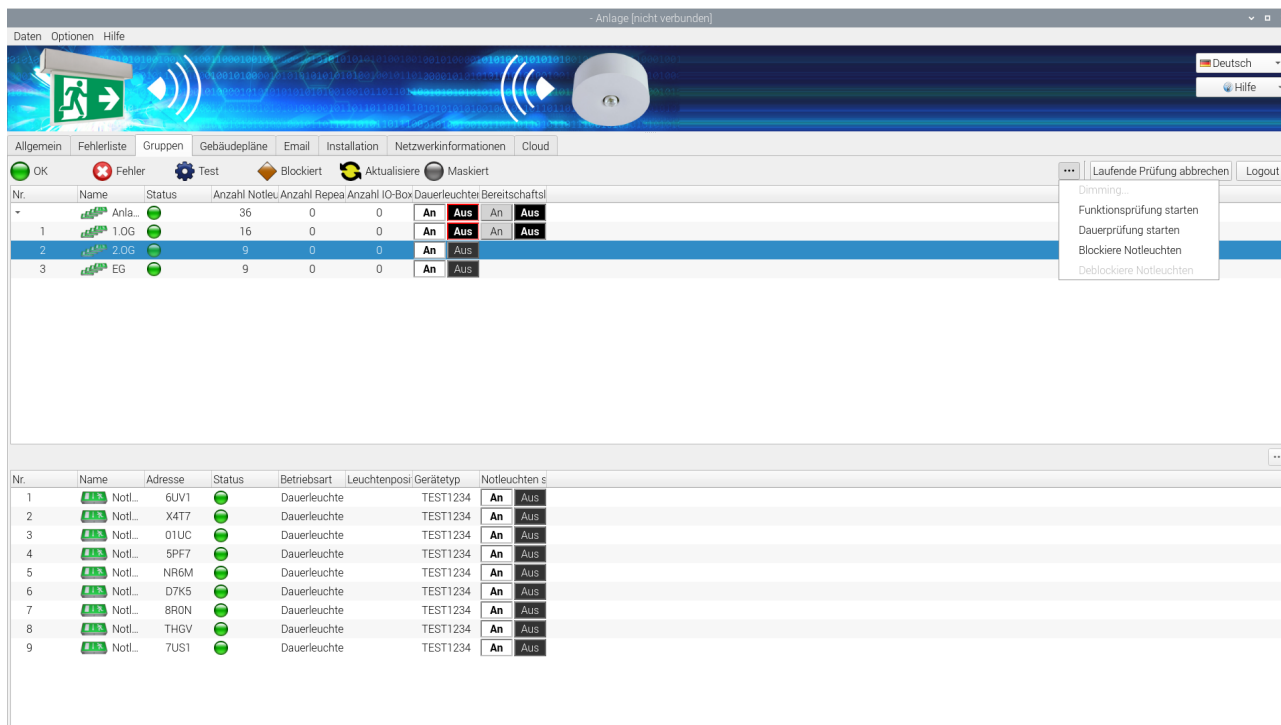 - Anlage [nicht verbunden]
Daten Optionen Hilfe
Deutsch
Hilfe
Allgemein Fehlerliste Gruppen Gebäudepläne Email Installation Netzwerkinformationen Cloud
OK Fehler Test Blockiert Aktualisiere Maskiert ... Laufende Prüfung abbrechen Logout
Nr. Name Status Anzahl Notleu Anzahl Repea Anzahl IO-Box Dauerleuchten Bereitschaftsl
Anla... 36 0 0 An Aus An Aus
1 1.OG 16 0 0 An Aus An Aus
2 2.OG 9 0 0 An Aus
3 EG 9 0 0 An Aus
Dimming...
Funktionsprüfung starten
Dauerprüfung starten
Blockiere Notleuchten
Deblockiere Notleuchten
Nr. Name Adresse Status Betriebsart Leuchtenposi Gerätetyp Notleuchten s
1 Notl... 6UV1 Dauerleuchte TEST1234 An Aus
2 Notl... X4T7 Dauerleuchte TEST1234 An Aus
3 Notl... 01UC Dauerleuchte TEST1234 An Aus
4 Notl... 5PF7 Dauerleuchte TEST1234 An Aus
5 Notl... NR6M Dauerleuchte TEST1234 An Aus
6 Notl... D7K5 Dauerleuchte TEST1234 An Aus
7 Notl... 8R0N Dauerleuchte TEST1234 An Aus
8 Notl... THGV Dauerleuchte TEST1234 An Aus
9 Notl... 7US1 Dauerleuchte TEST1234 An Aus